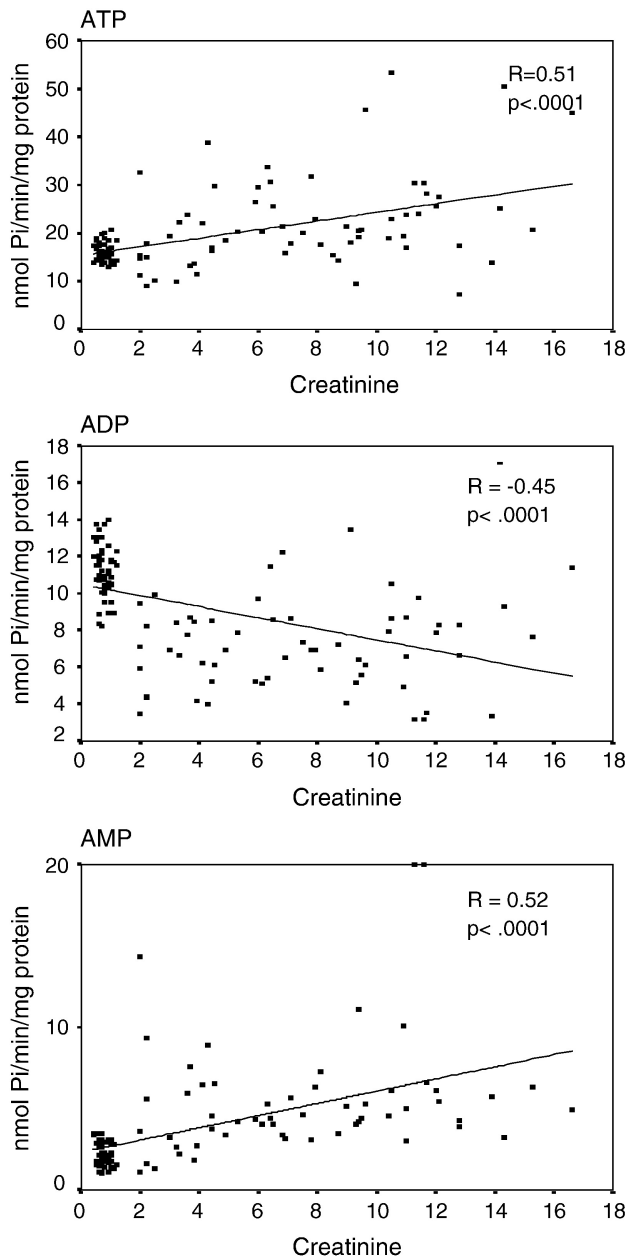 ATP
60
50
40
30
20
10
0
nmol Pi/min/mg protein
R=0.51
p<.0001
0 2 4 6 8 10 12 14 16 18
Creatinine
ADP
18
16
14
12
10
8
6
4
2
nmol Pi/min/mg protein
R = -0.45
p< .0001
0 2 4 6 8 10 12 14 16 18
Creatinine
AMP
20
10
0
nmol Pi/min/mg protein
R = 0.52
p< .0001
0 2 4 6 8 10 12 14 16 18
Creatinine